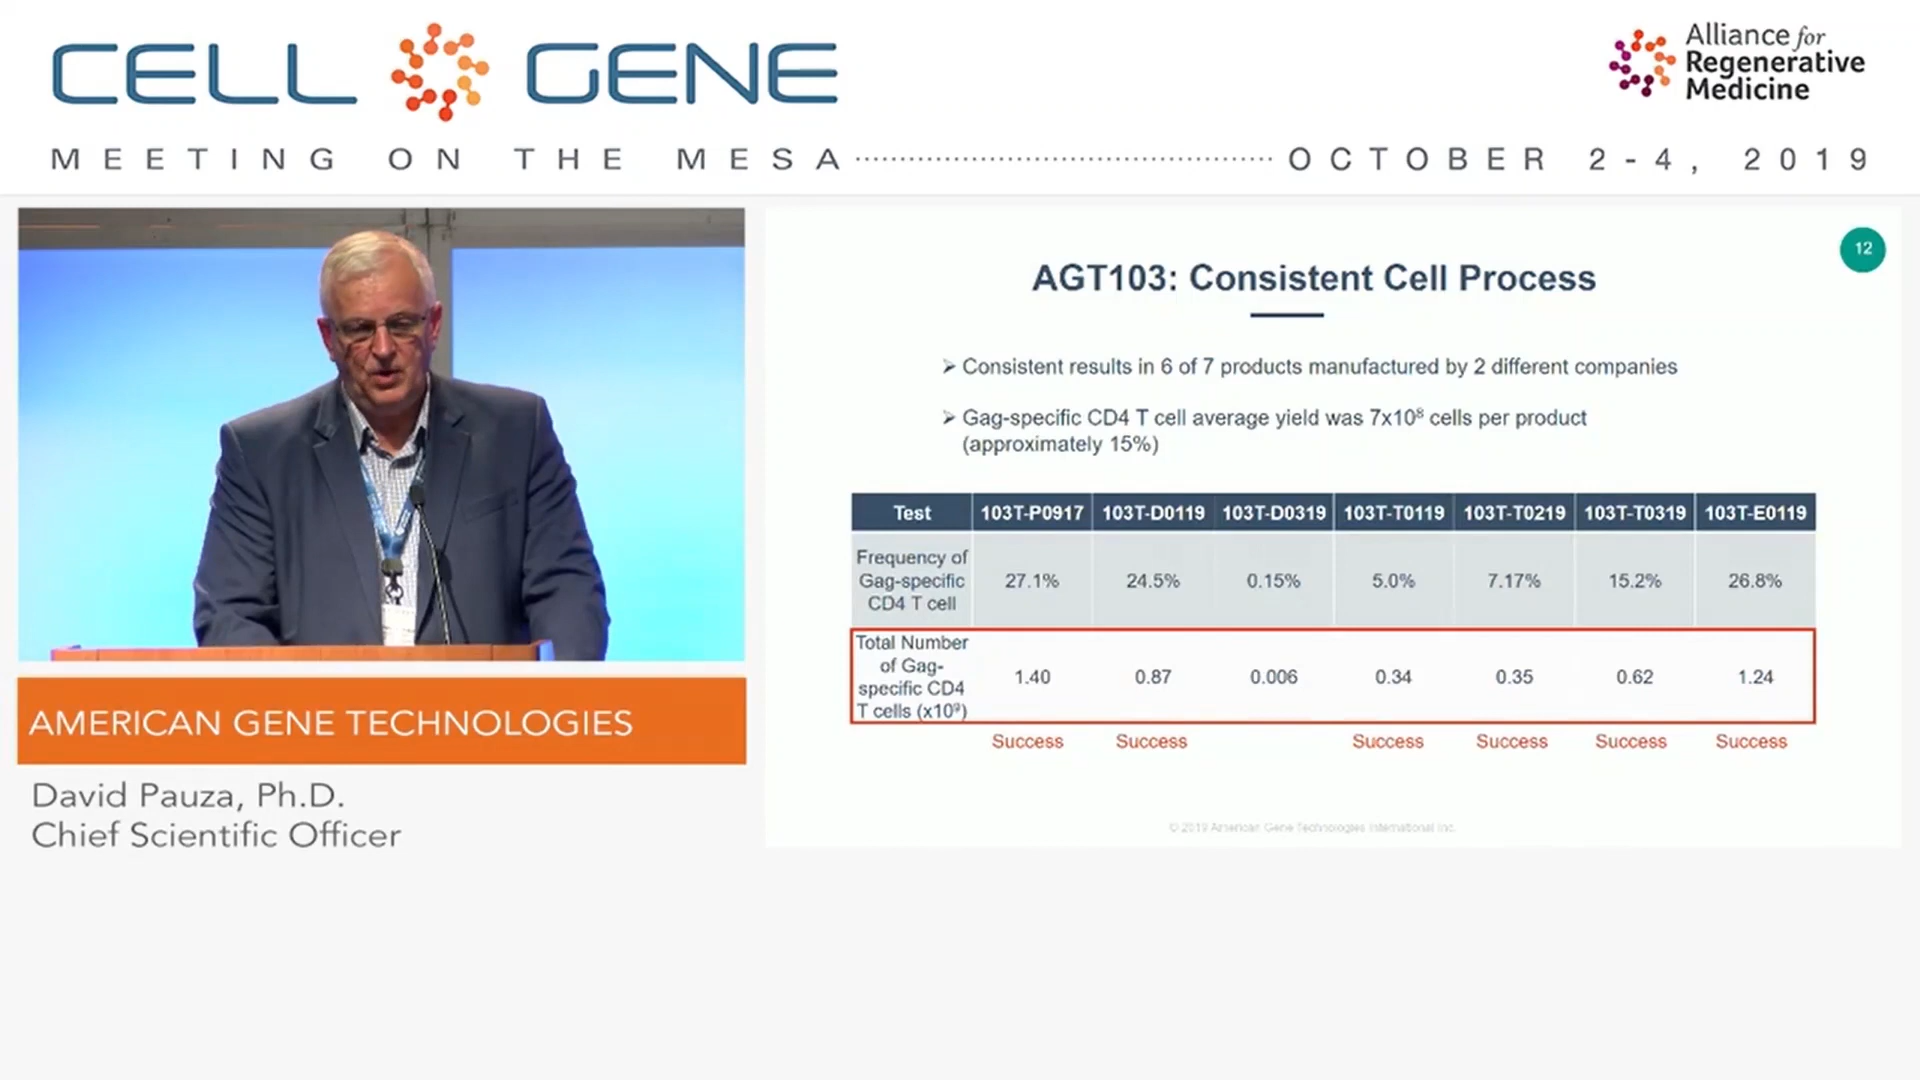 CELL GENE
Alliance for
Regenerative
Medicine
MEETING ON THE MESA
OCTOBER 2-4, 2019
12
AGT103: Consistent Cell Process
➢ Consistent results in 6 of 7 products manufactured by 2 different companies
➢ Gag-specific CD4 T cell average yield was 7x10⁸ cells per product
(approximately 15%)
Test 103T-P0917 103T-D0119 103T-D0319 103T-T0119 103T-T0219 103T-T0319 103T-E0119
Frequency of
Gag-specific
CD4 T cell
27.1% 24.5% 0.15% 5.0% 7.17% 15.2% 26.8%
Total Number
of Gag-
specific CD4
T cells (x10⁹)
1.40 0.87 0.006 0.34 0.35 0.62 1.24
Success Success Success Success Success Success
© 2019 American Gene Technologies International Inc.
AMERICAN GENE TECHNOLOGIES
David Pauza, Ph.D.
Chief Scientific Officer